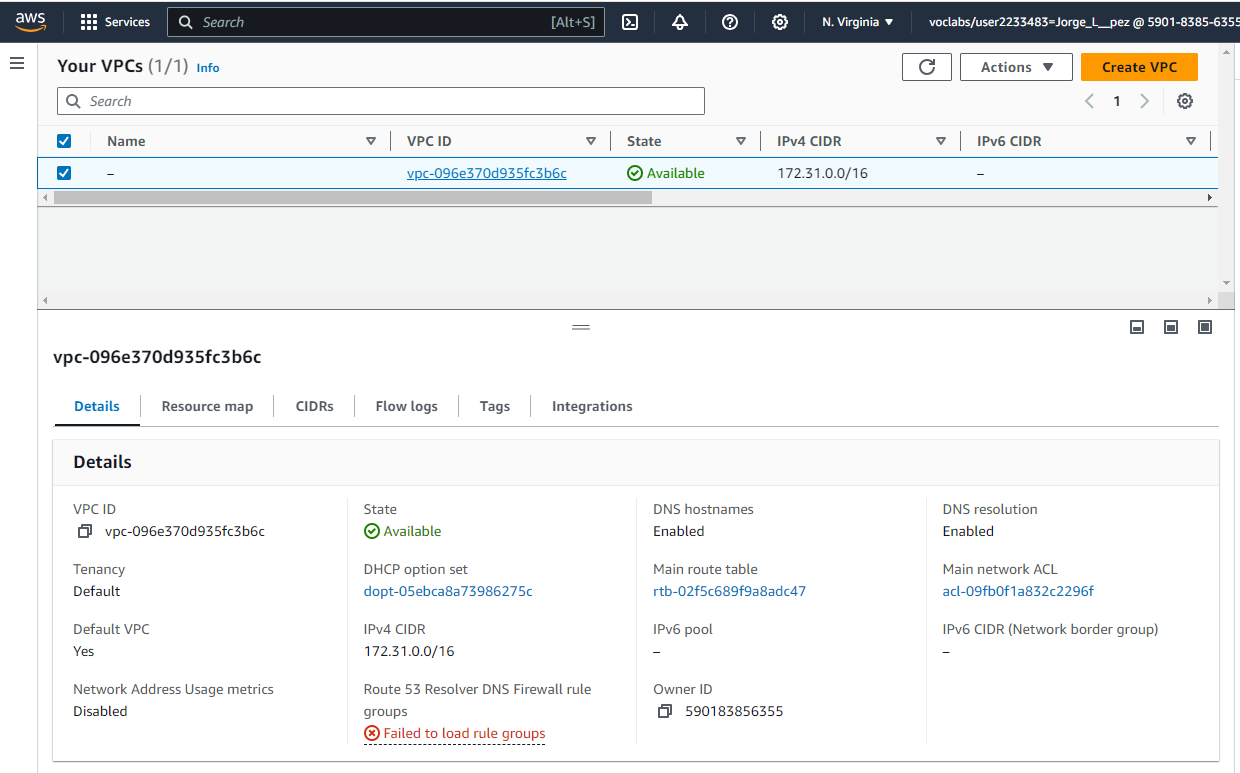 aws Services Search [Alt+S] N. Virginia voclabs/user2233483=Jorge_L__pez @ 5901-8385-6355
Your VPCs (1/1) Info Actions Create VPC
Search 1
Name VPC ID State IPv4 CIDR IPv6 CIDR
– vpc-096e370d935fc3b6c Available 172.31.0.0/16 –
vpc-096e370d935fc3b6c
Details Resource map CIDRs Flow logs Tags Integrations
Details
VPC ID State DNS hostnames DNS resolution
vpc-096e370d935fc3b6c Available Enabled Enabled
Tenancy DHCP option set Main route table Main network ACL
Default dopt-05ebca8a73986275c rtb-02f5c689f9a8adc47 acl-09fb0f1a832c2296f
Default VPC IPv4 CIDR IPv6 pool IPv6 CIDR (Network border group)
Yes 172.31.0.0/16 – –
Network Address Usage metrics Route 53 Resolver DNS Firewall rule Owner ID
Disabled groups 590183856355
Failed to load rule groups